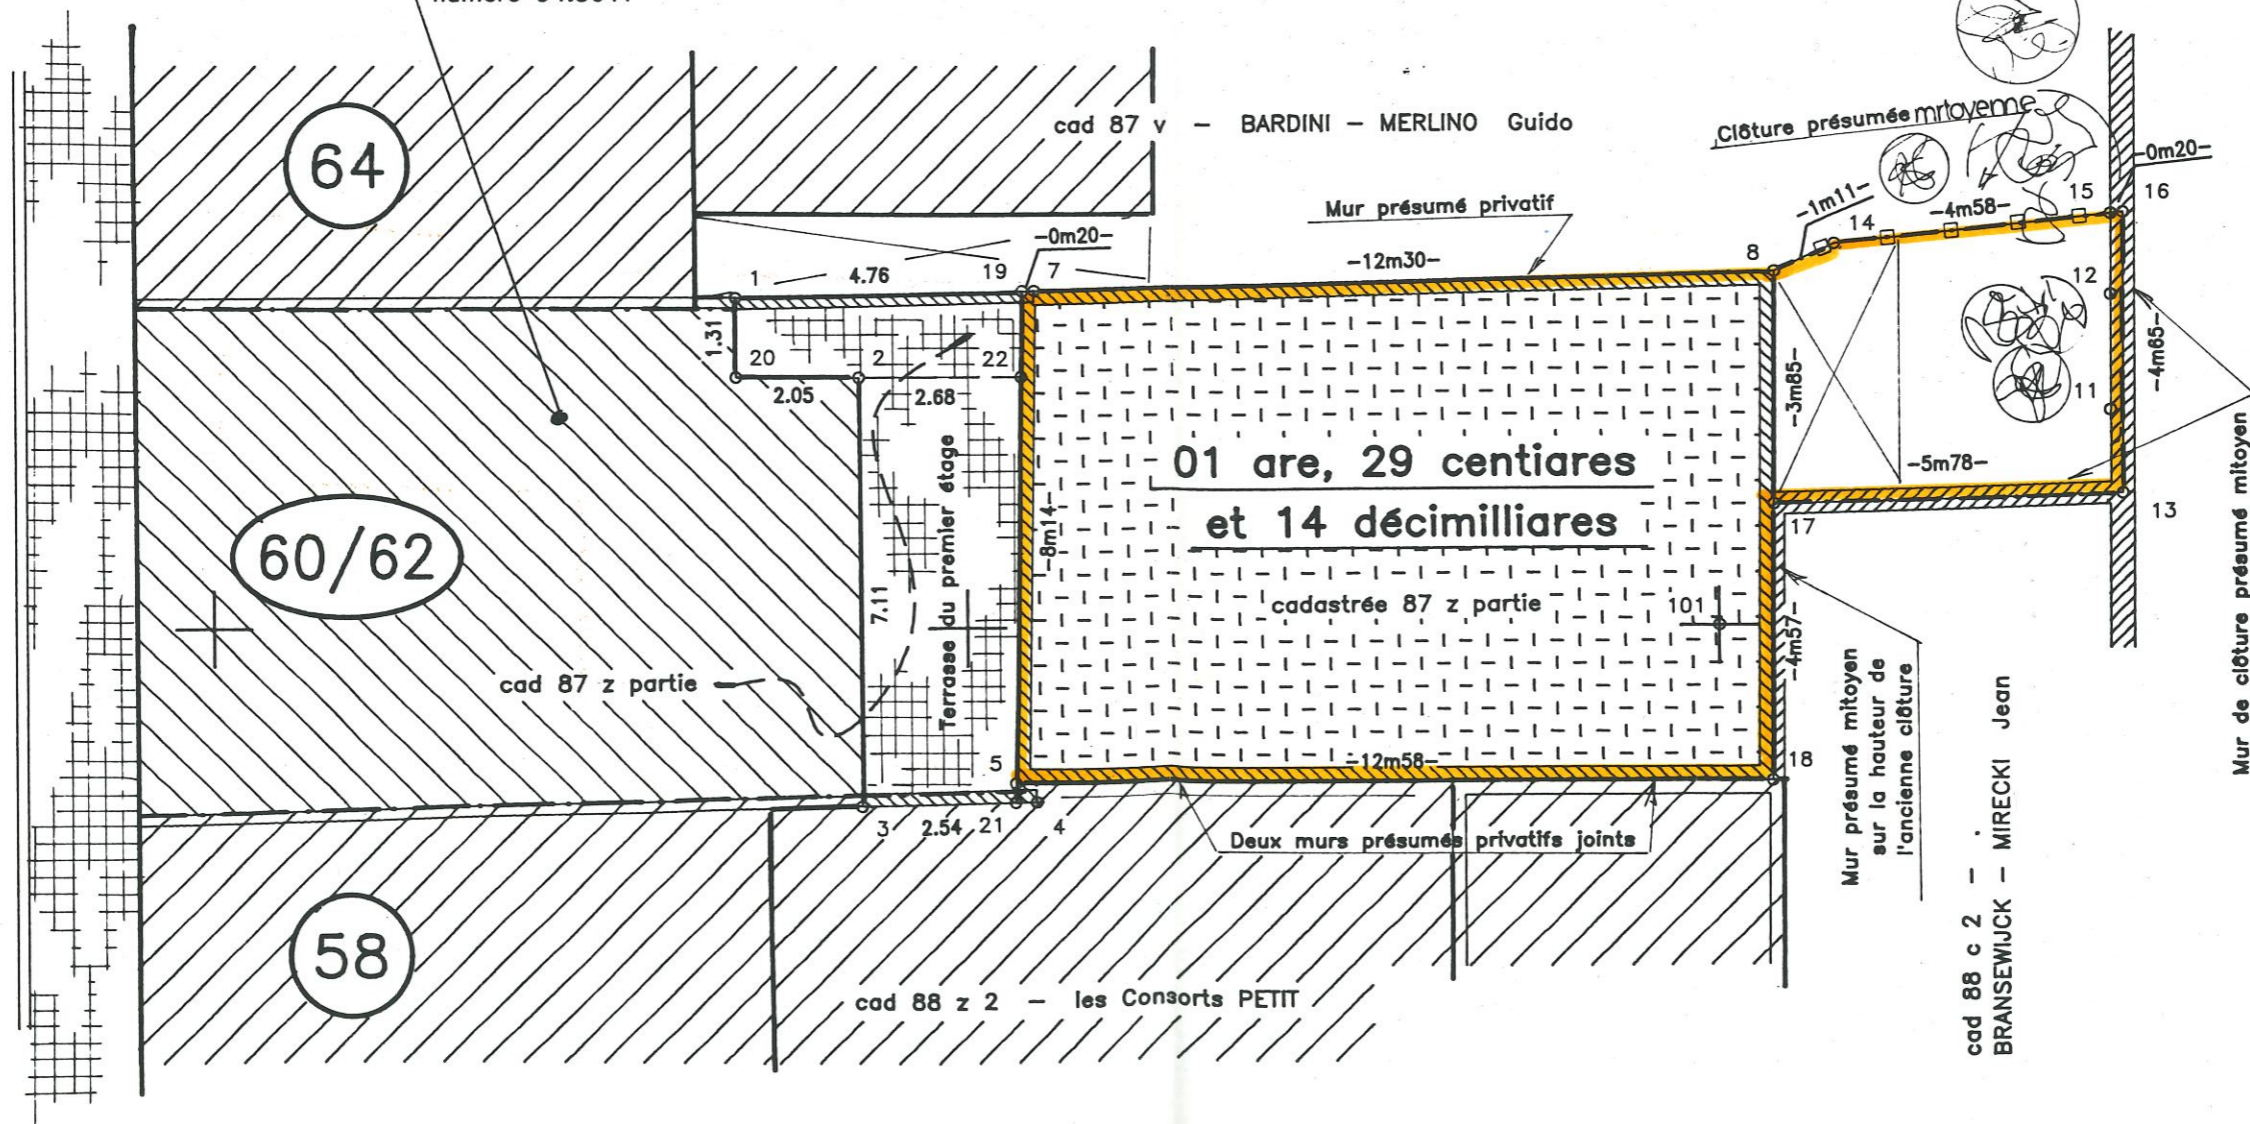 64
cad 87 v - BARDINI - MERLINO Guido
Clôture présumée mitoyenne
-0m20-
Mur présumé privatif
-1m11-
14
-4m58-
15
16
-0m20-
1
4.76
19
7
-12m30-
8
12
1.31
20
2
22
2.05
2.68
-3m85-
11
-4m65-
01 are, 29 centiares
et 14 décimilliares
-5m78-
13
17
60/62
-8m14-
Terrasse du premier étage
7.11
cadastrée 87 z partie
101
-4m57-
cad 87 z partie
5
-12m58-
18
3
2.54
21
4
Deux murs présumés privatifs joints
Mur présumé mitoyen
sur la hauteur de
l'ancienne clôture
Mur de clôture présumé mitoyen
58
cad 88 z 2 - les Consorts PETIT
cad 88 c 2 -
BRANSEWIJCK - MIRECKI Jean